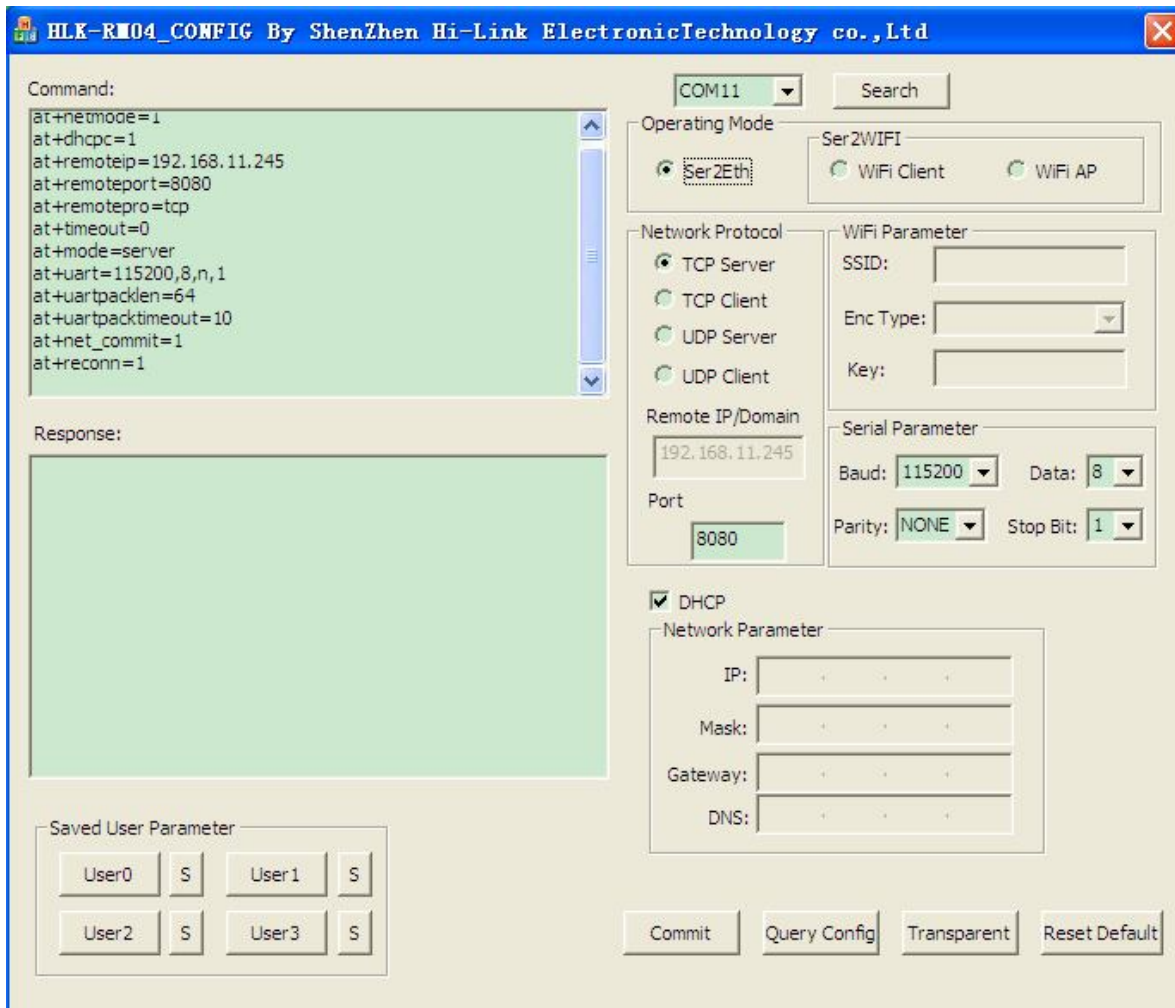 HLK-RM04_CONFIG By ShenZhen Hi-Link ElectronicTechnology co.,Ltd
Command:
at+netmode=1
at+dhcpc=1
at+remoteip=192.168.11.245
at+remoteport=8080
at+remotepro=tcp
at+timeout=0
at+mode=server
at+uart=115200,8,n,1
at+uartpacklen=64
at+uartpacktimeout=10
at+net_commit=1
at+reconn=1
Response:
Saved User Parameter
User0 S User1 S
User2 S User3 S
COM11 Search
Operating Mode
Ser2Eth
Ser2WIFI
WiFi Client WiFi AP
Network Protocol
TCP Server
TCP Client
UDP Server
UDP Client
Remote IP/Domain
192.168.11.245
Port
8080
WiFi Parameter
SSID:
Enc Type:
Key:
Serial Parameter
Baud: 115200 Data: 8
Parity: NONE Stop Bit: 1
DHCP
Network Parameter
IP:
Mask:
Gateway:
DNS:
Commit Query Config Transparent Reset Default